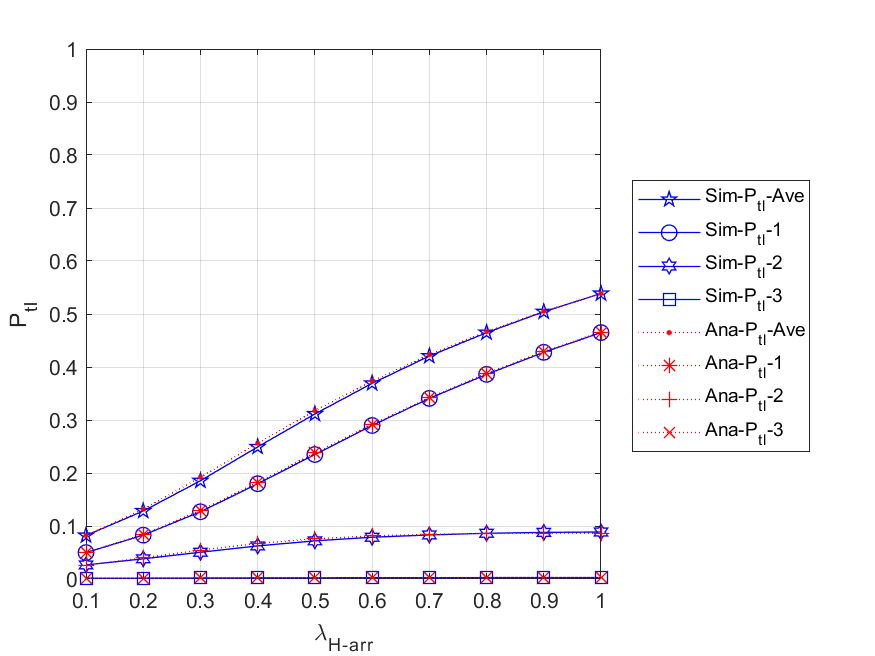 1
0.9
0.8
0.7
0.6
0.5
0.4
0.3
0.2
0.1
0
P_tl
0.1 0.2 0.3 0.4 0.5 0.6 0.7 0.8 0.9 1
λ_H-arr
Sim-P_tl-Ave
Sim-P_tl-1
Sim-P_tl-2
Sim-P_tl-3
Ana-P_tl-Ave
Ana-P_tl-1
Ana-P_tl-2
Ana-P_tl-3